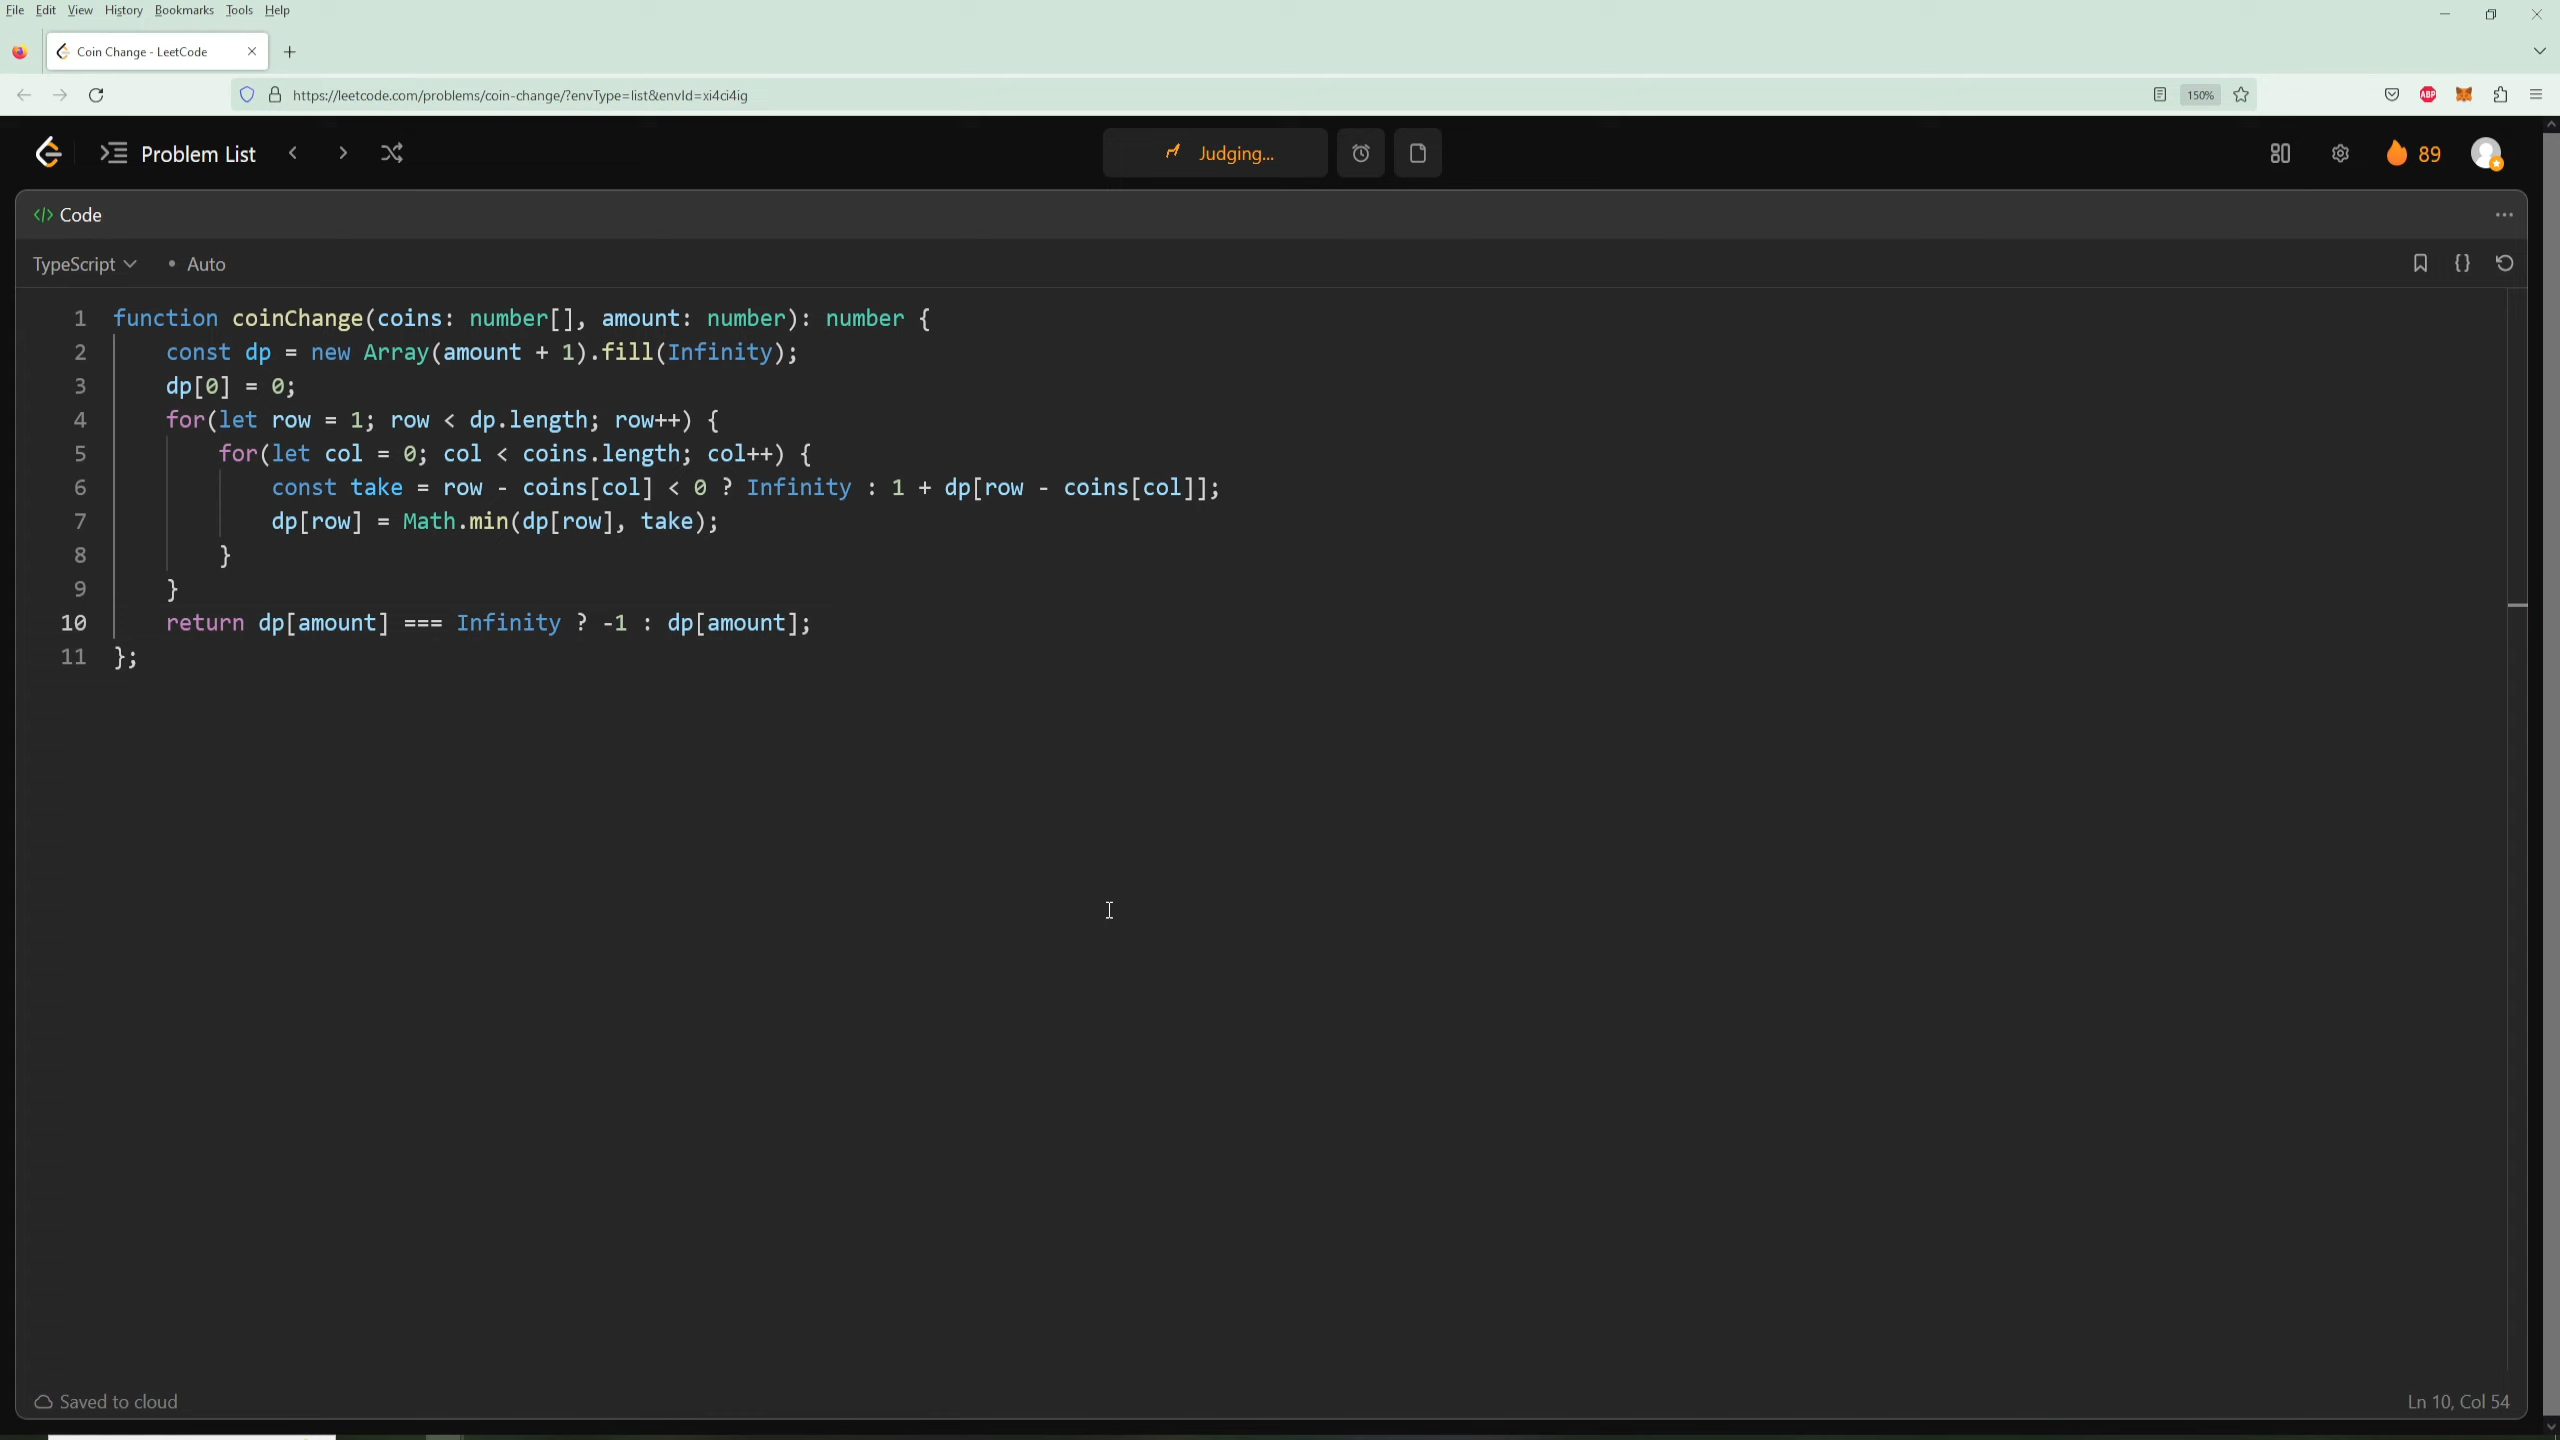 File Edit View History Bookmarks Tools Help
Coin Change - LeetCode
https://leetcode.com/problems/coin-change/?envType=list&envId=xi4ci4ig
150%
ABP
Problem List
Judging...
89
</> Code
TypeScript
• Auto
{}
1 function coinChange(coins: number[], amount: number): number {
2 const dp = new Array(amount + 1).fill(Infinity);
3 dp[0] = 0;
4 for(let row = 1; row < dp.length; row++) {
5 for(let col = 0; col < coins.length; col++) {
6 const take = row - coins[col] < 0 ? Infinity : 1 + dp[row - coins[col]];
7 dp[row] = Math.min(dp[row], take);
8 }
9 }
10 return dp[amount] === Infinity ? -1 : dp[amount];
11 };
Saved to cloud
Ln 10, Col 54